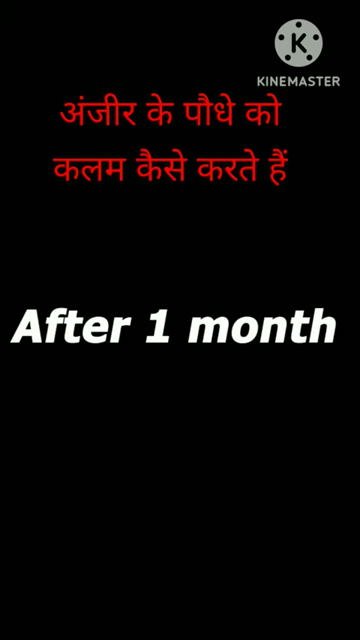 KINEMASTER
अंजीर के पौधे को
कलम कैसे करते हैं
After 1 month